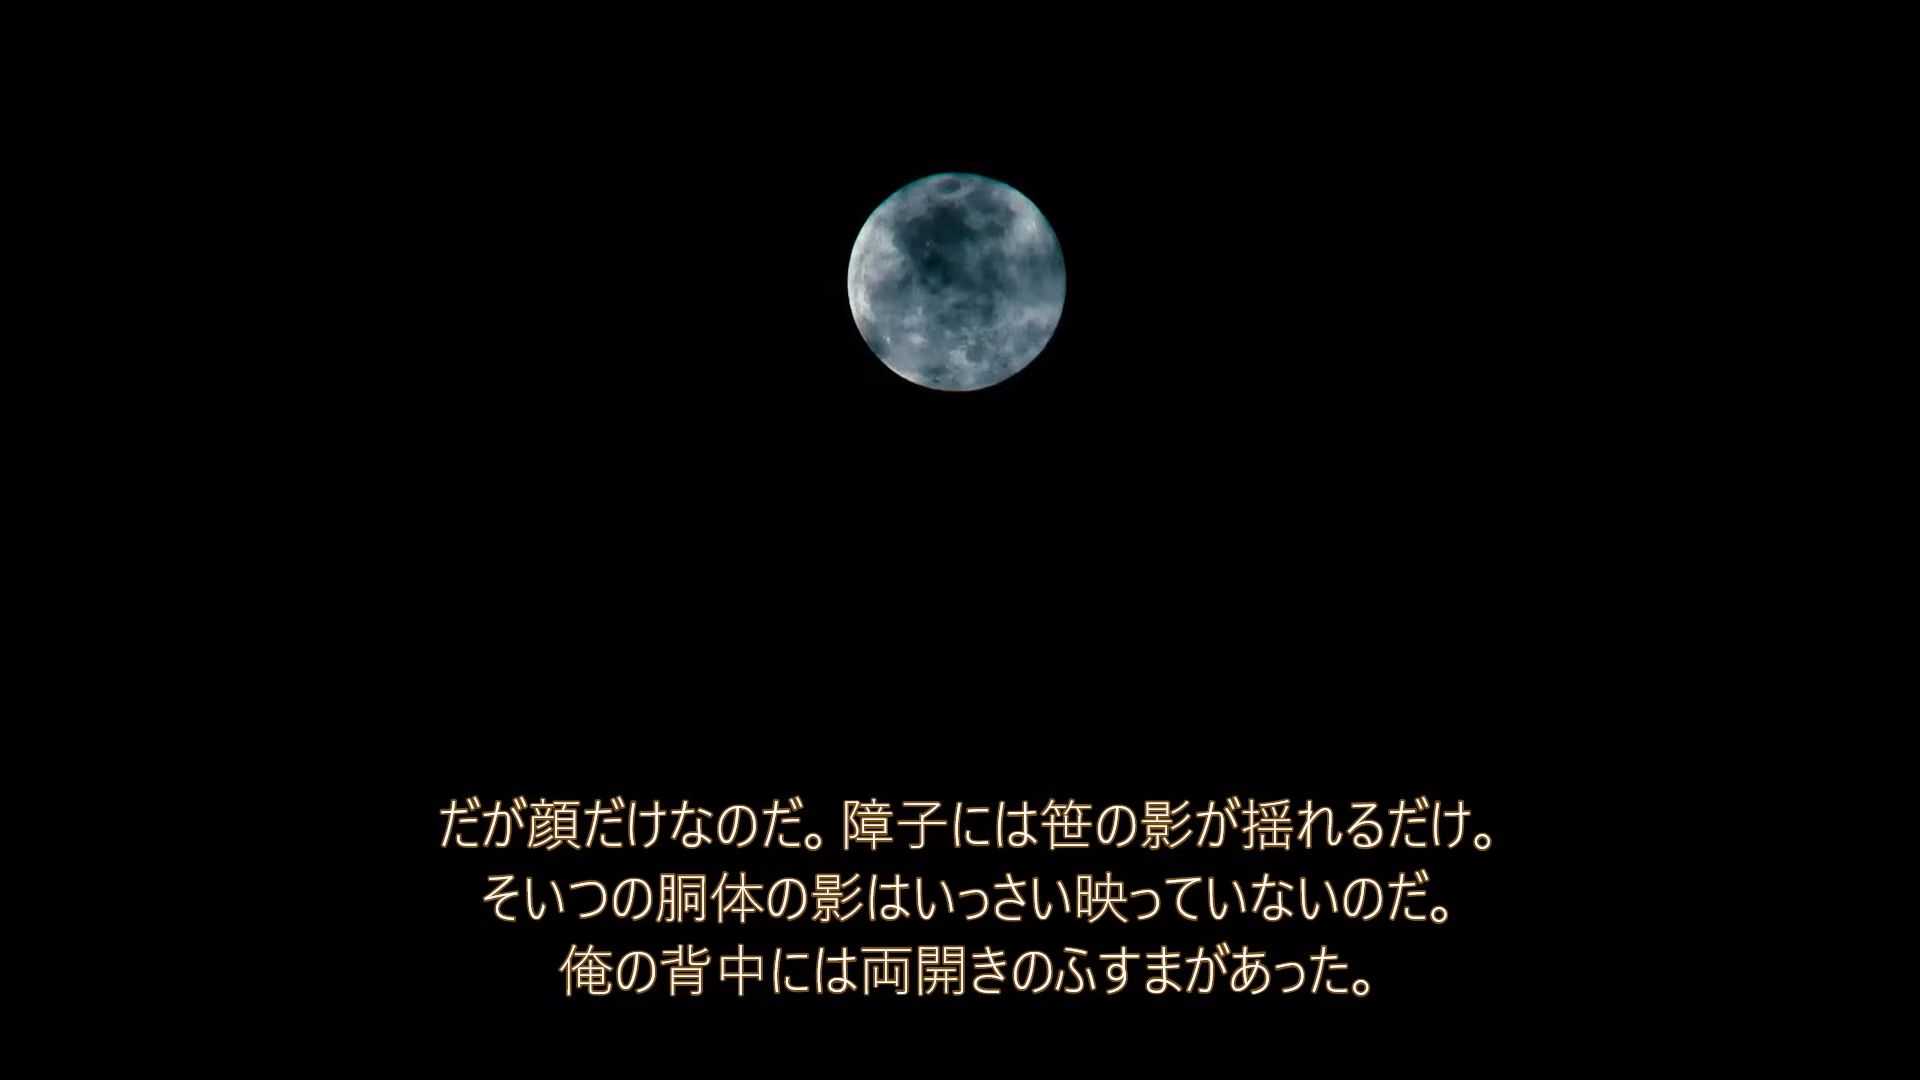 だが顔だけなのだ。障子には笹の影が揺れるだけ。
そいつの胴体の影はいっさい映っていないのだ。
俺の背中には両開きのふすまがあった。